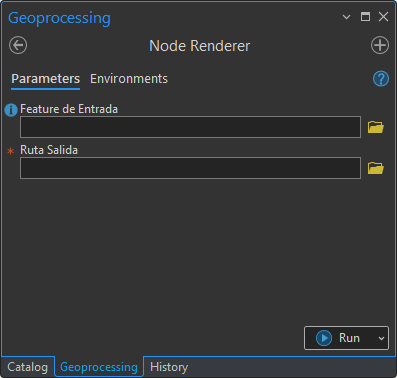 Geoprocessing
Node Renderer
Parameters Environments
Feature de Entrada
* Ruta Salida
Run
Catalog Geoprocessing History